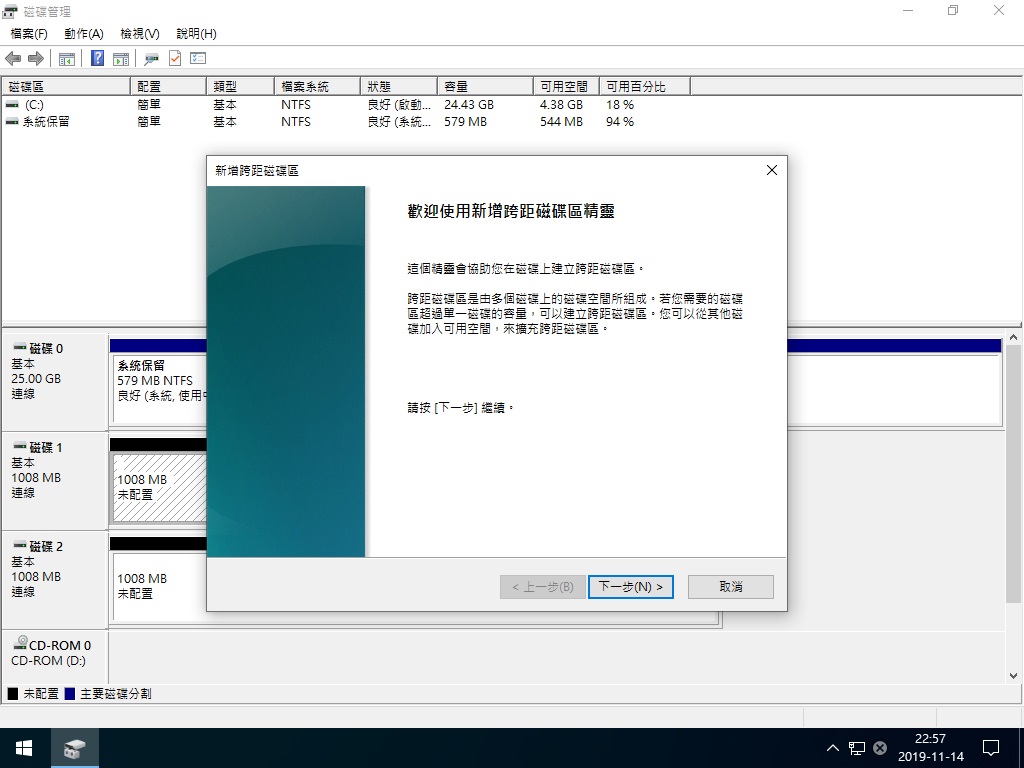 磁碟管理
檔案(F) 動作(A) 檢視(V) 說明(H)
磁碟區 配置 類型 檔案系統 狀態 容量 可用空間 可用百分比
(C:) 簡單 基本 NTFS 良好 (啟動... 24.43 GB 4.38 GB 18 %
系統保留 簡單 基本 NTFS 良好 (系統... 579 MB 544 MB 94 %
新增跨距磁碟區
歡迎使用新增跨距磁碟區精靈
這個精靈會協助您在磁碟上建立跨距磁碟區。
跨距磁碟區是由多個磁碟上的磁碟空間所組成。若您需要的磁碟
區超過單一磁碟的容量，可以建立跨距磁碟區。您可以從其他磁
碟加入可用空間，來擴充跨距磁碟區。
請按 [下一步] 繼續。
< 上一步(B) 下一步(N) > 取消
磁碟 0
基本
25.00 GB
連線
系統保留
579 MB NTFS
良好 (系統, 使用中
磁碟 1
基本
1008 MB
連線
1008 MB
未配置
磁碟 2
基本
1008 MB
連線
1008 MB
未配置
CD-ROM 0
CD-ROM (D:)
未配置 主要磁碟分割
22:57
2019-11-14